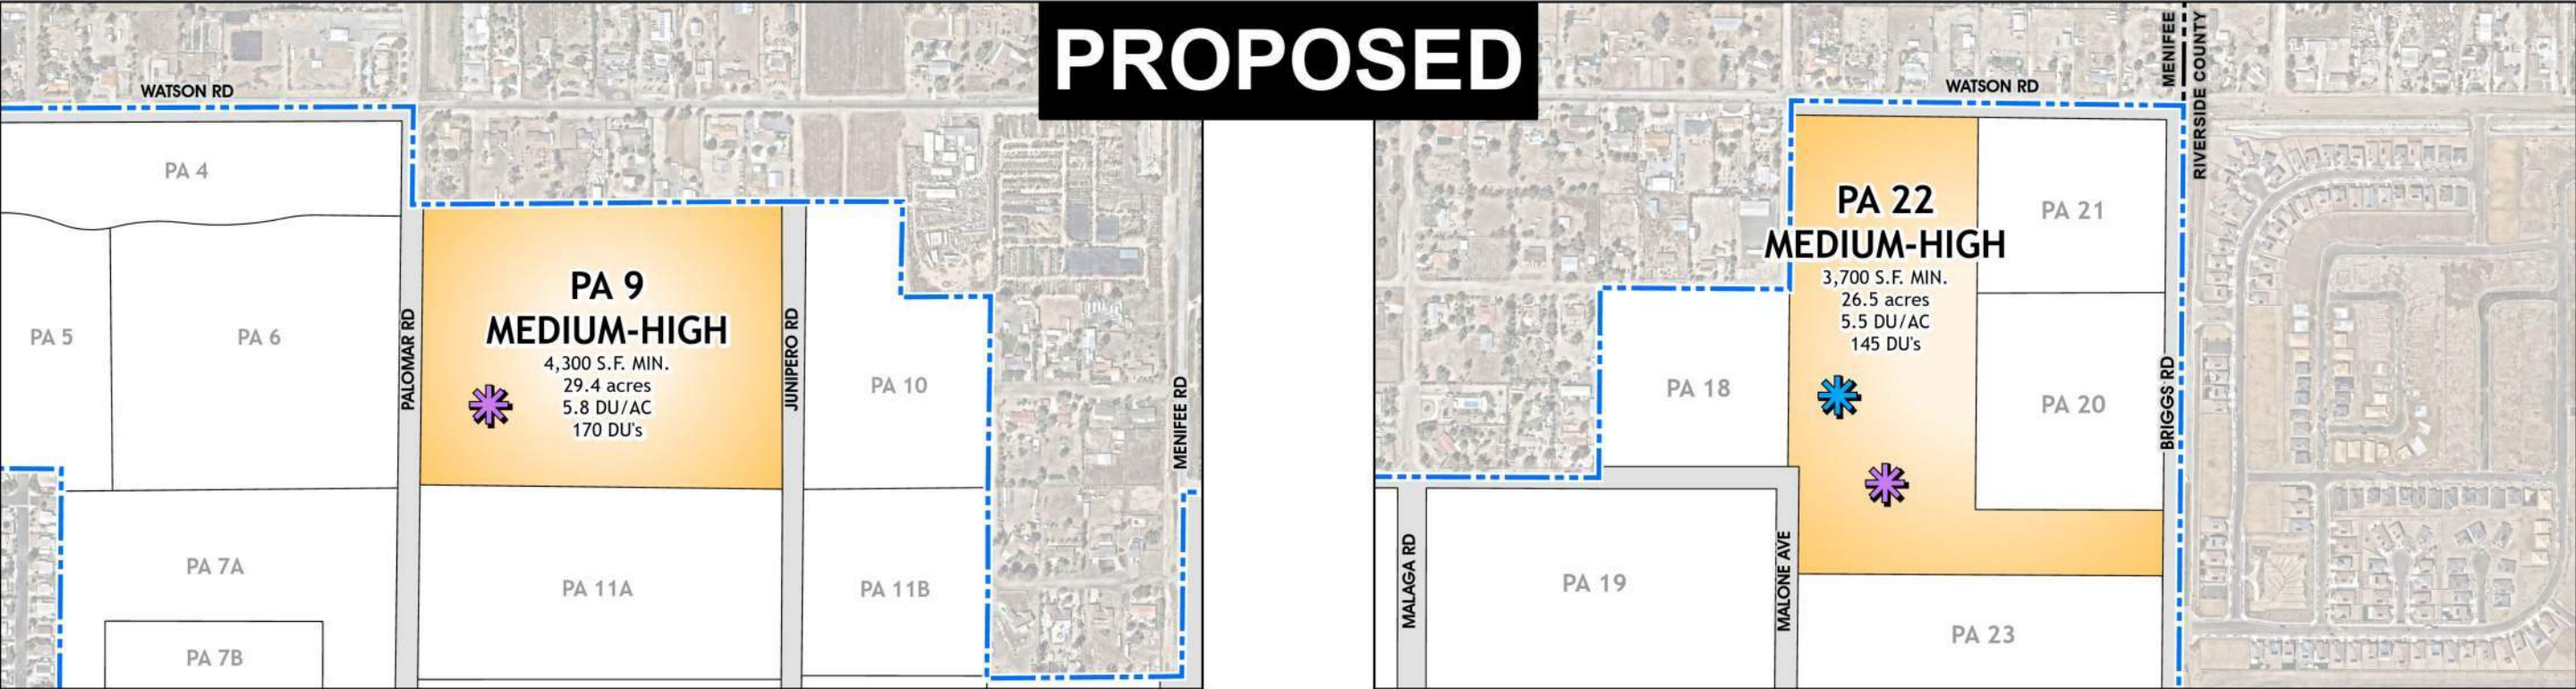 PROPOSED
WATSON RD
PA 4
PA 5
PA 6
PALOMAR RD
PA 7A
PA 7B
PA 9
MEDIUM-HIGH
4,300 S.F. MIN.
29.4 acres
5.8 DU/AC
170 DU's
JUNIPERO RD
PA 10
PA 11A
PA 11B
MENIFEE RD
WATSON RD
MENIFEE
RIVERSIDE COUNTY
PA 22
MEDIUM-HIGH
3,700 S.F. MIN.
26.5 acres
5.5 DU/AC
145 DU's
PA 21
PA 18
PA 20
BRIGGS RD
MALAGA RD
PA 19
MALONE AVE
PA 23